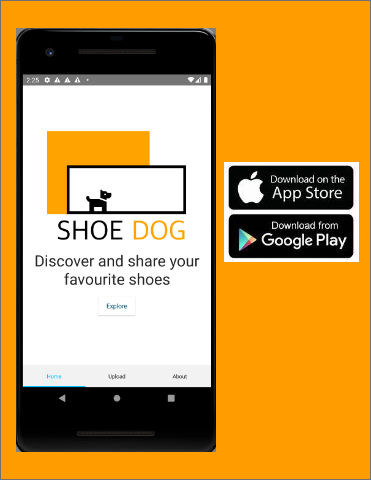 2:25
SHOE DOG
Discover and share your
favourite shoes
Explore
Home Upload About
Download on the
App Store
Download from
Google Play